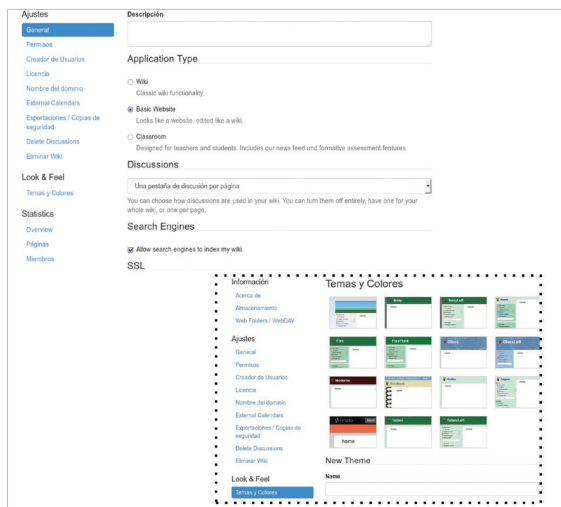 Ajustes
General
Permisos
Creador de Usuarios
Licencia
Nombre del dominio
External Calendars
Exportaciones / Copias de
seguridad
Delete Discussions
Eliminar Wiki
Look & Feel
Temas y Colores
Statistics
Overview
Páginas
Miembros
Descripción
Application Type
Wiki
Classic wiki functionality.
Basic Website
Looks like a website, edited like a wiki.
Classroom
Designed for teachers and students. Includes our news feed and formative assessment features.
Discussions
Una pestaña de discusión por página
You can choose how discussions are used in your wiki. You can turn them off entirely, have one for your
whole wiki, or one per page.
Search Engines
Allow search engines to index my wiki.
SSL
Información
Acerca de
Almacenamiento
Web Folders / WebDAV
Ajustes
General
Permisos
Creador de Usuarios
Licencia
Nombre del dominio
External Calendars
Exportaciones / Copias de
seguridad
Delete Discussions
Eliminar Wiki
Look & Feel
Temas y Colores
Temas y Colores
home
New Theme
Name